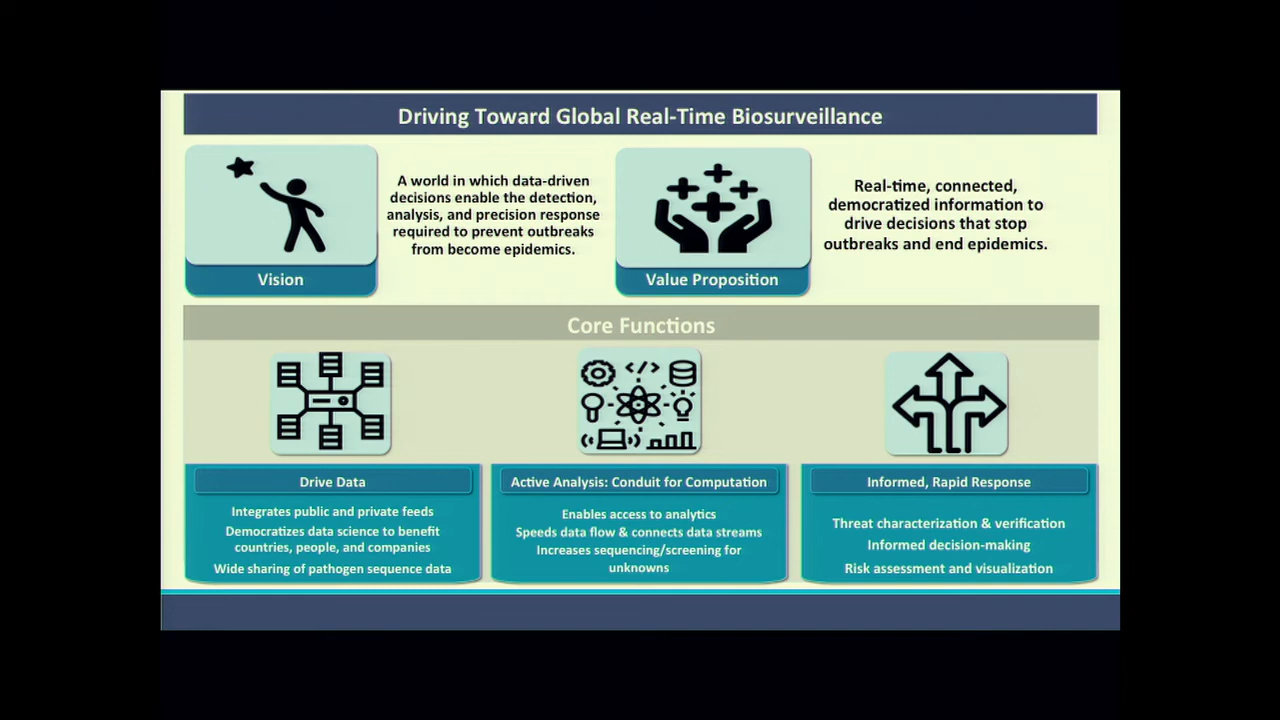 Driving Toward Global Real-Time Biosurveillance
A world in which data-driven
decisions enable the detection,
analysis, and precision response
required to prevent outbreaks
from become epidemics.
Vision
Real-time, connected,
democratized information to
drive decisions that stop
outbreaks and end epidemics.
Value Proposition
Core Functions
Drive Data
Integrates public and private feeds
Democratizes data science to benefit
countries, people, and companies
Wide sharing of pathogen sequence data
Active Analysis: Conduit for Computation
Enables access to analytics
Speeds data flow & connects data streams
Increases sequencing/screening for
unknowns
Informed, Rapid Response
Threat characterization & verification
Informed decision-making
Risk assessment and visualization